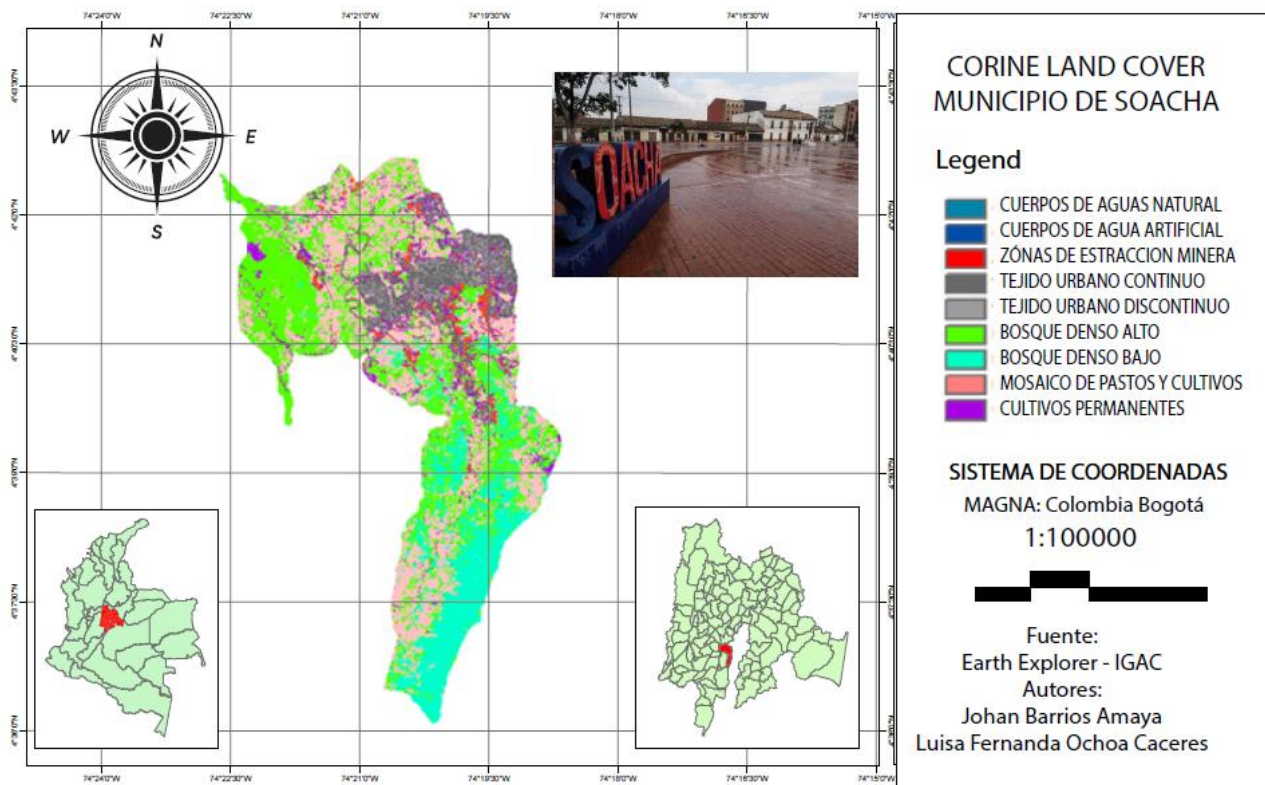 74°24'0"W 74°22'30"W 74°21'0"W 74°19'30"W 74°18'0"W 74°16'30"W 74°15'0"W
N
W E
S
SOACHA
CORINE LAND COVER
MUNICIPIO DE SOACHA
Legend
CUERPOS DE AGUAS NATURAL
CUERPOS DE AGUA ARTIFICIAL
ZÓNAS DE ESTRACCION MINERA
TEJIDO URBANO CONTINUO
TEJIDO URBANO DISCONTINUO
BOSQUE DENSO ALTO
BOSQUE DENSO BAJO
MOSAICO DE PASTOS Y CULTIVOS
CULTIVOS PERMANENTES
SISTEMA DE COORDENADAS
MAGNA: Colombia Bogotá
1:100000
Fuente:
Earth Explorer - IGAC
Autores:
Johan Barrios Amaya
Luisa Fernanda Ochoa Caceres
74°24'0"W 74°22'30"W 74°21'0"W 74°19'30"W 74°18'0"W 74°16'30"W 74°15'0"W